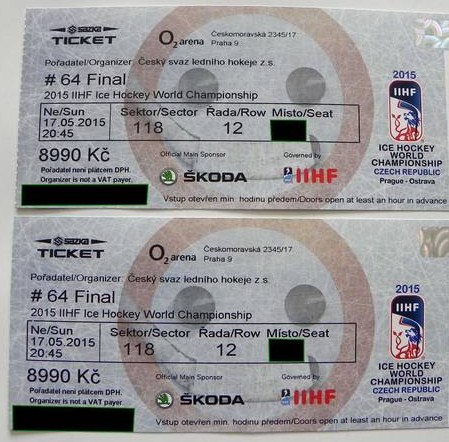 sazka
TICKET
O2 arena
Českomoravská 2345/17
Praha 9
Pořadatel/Organizer: Český svaz ledního hokeje z.s.
# 64 Final
2015 IIHF Ice Hockey World Championship
Ne/Sun
17.05.2015
20:45
Sektor/Sector
118
Řada/Row
12
Místo/Seat
8990 Kč
Pořadatel není plátcem DPH.
Organizer is not a VAT payer.
Official Main Sponsor
ŠKODA
Governed by
IIHF
Vstup otevřen min. hodinu předem/Doors open at least an hour in advance
2015
IIHF
ICE HOCKEY
WORLD
CHAMPIONSHIP
CZECH REPUBLIC
Prague - Ostrava
sazka
TICKET
O2 arena
Českomoravská 2345/17
Praha 9
Pořadatel/Organizer: Český svaz ledního hokeje z.s.
# 64 Final
2015 IIHF Ice Hockey World Championship
Ne/Sun
17.05.2015
20:45
Sektor/Sector
118
Řada/Row
12
Místo/Seat
8990 Kč
Pořadatel není plátcem DPH.
Organizer is not a VAT payer.
Official Main Sponsor
ŠKODA
Governed by
IIHF
Vstup otevřen min. hodinu předem/Doors open at least an hour in advance
2015
IIHF
ICE HOCKEY
WORLD
CHAMPIONSHIP
CZECH REPUBLIC
Prague - Ostrava